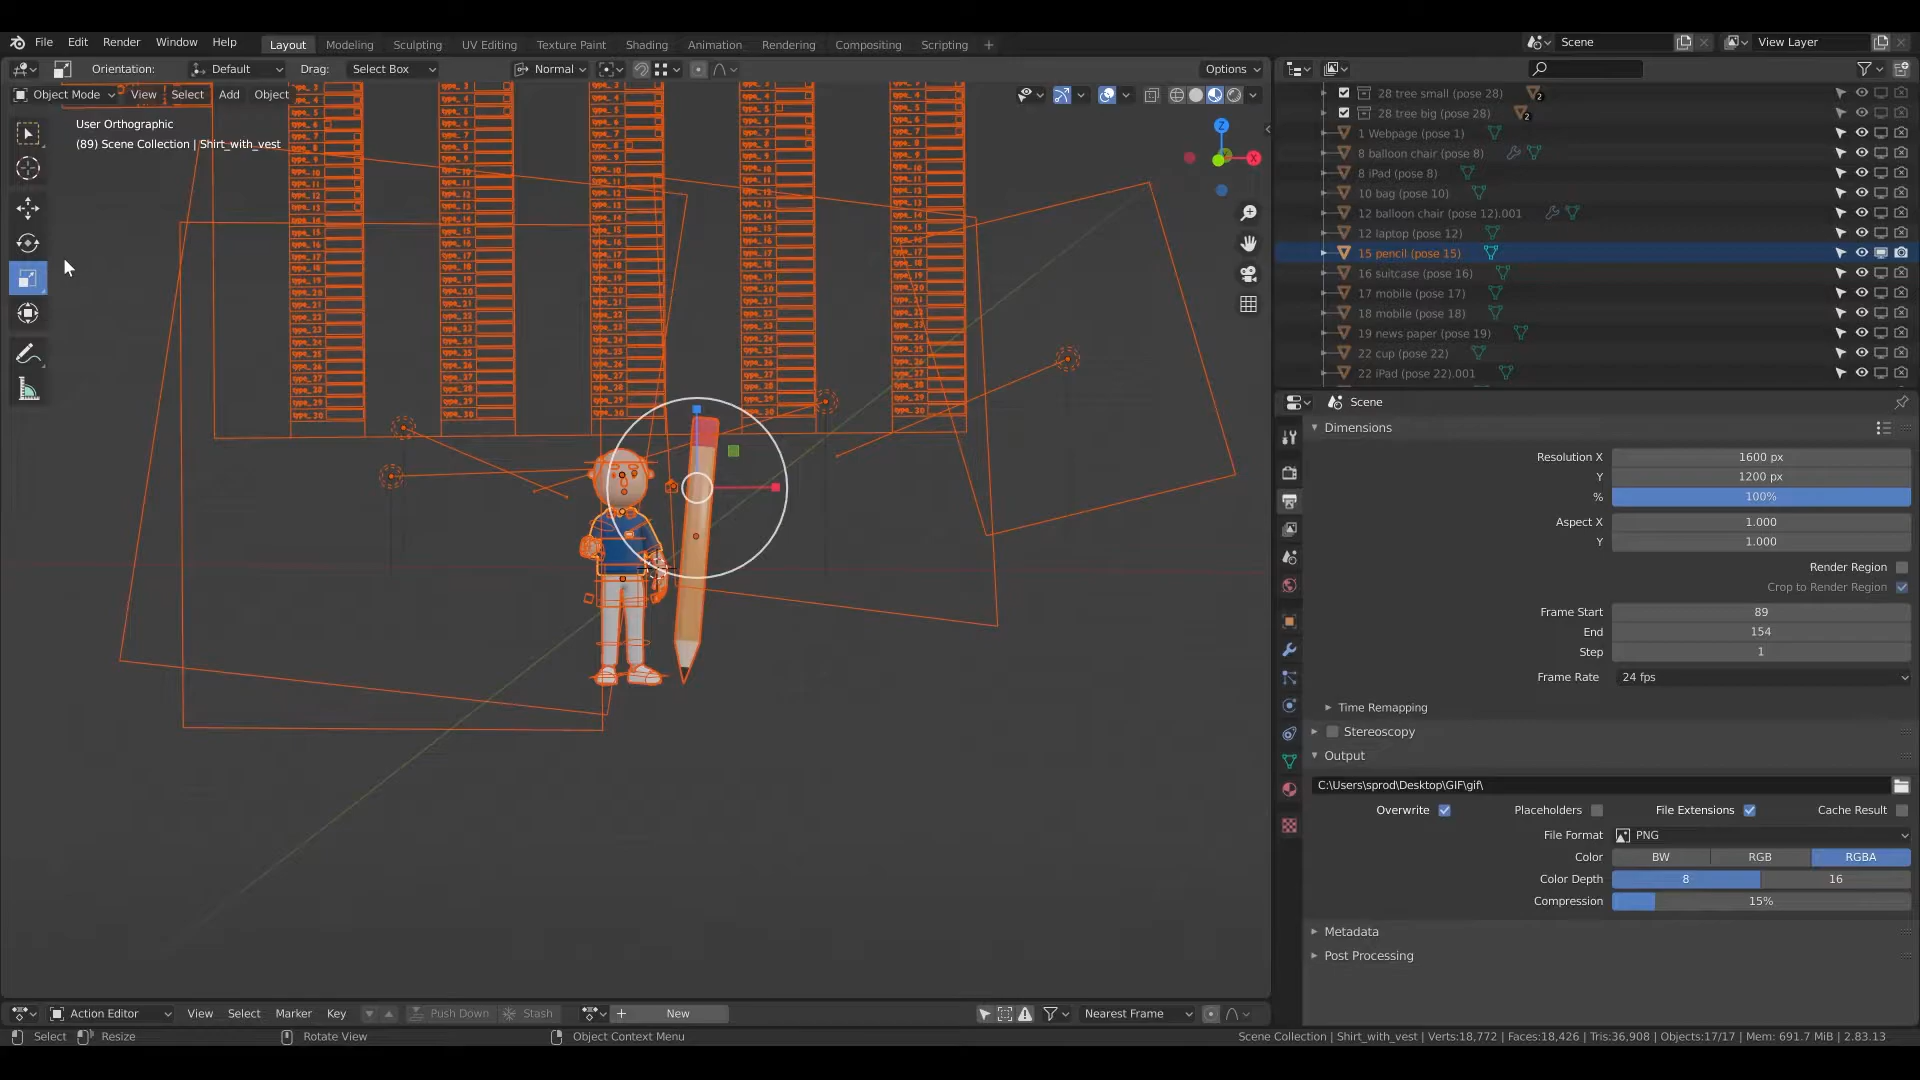 File Edit Render Window Help Layout Modeling Sculpting UV Editing Texture Paint Shading Animation Rendering Compositing Scripting + Scene View Layer
Orientation: Default Drag: Select Box Normal Options
Object Mode View Select Add Object
User Orthographic
(89) Scene Collection | Shirt_with_vest
Z
X
28 tree small (pose 28) 2
28 tree big (pose 28) 2
1 Webpage (pose 1)
8 balloon chair (pose 8)
8 iPad (pose 8)
10 bag (pose 10)
12 balloon chair (pose 12).001
12 laptop (pose 12)
15 pencil (pose 15)
16 suitcase (pose 16)
17 mobile (pose 17)
18 mobile (pose 18)
19 news paper (pose 19)
22 cup (pose 22)
22 iPad (pose 22).001
Scene
Dimensions
Resolution X 1600 px
Y 1200 px
% 100%
Aspect X 1.000
Y 1.000
Render Region
Crop to Render Region
Frame Start 89
End 154
Step 1
Frame Rate 24 fps
Time Remapping
Stereoscopy
Output
C:\Users\sprod\Desktop\GIF\gif\
Overwrite Placeholders File Extensions Cache Result
File Format PNG
Color BW RGB RGBA
Color Depth 8 16
Compression 15%
Metadata
Post Processing
Action Editor View Select Marker Key Push Down Stash New Nearest Frame
Select Resize Rotate View Object Context Menu Scene Collection | Shirt_with_vest | Verts:18,772 | Faces:18,426 | Tris:36,908 | Objects:17/17 | Mem: 691.7 MiB | 2.83.13